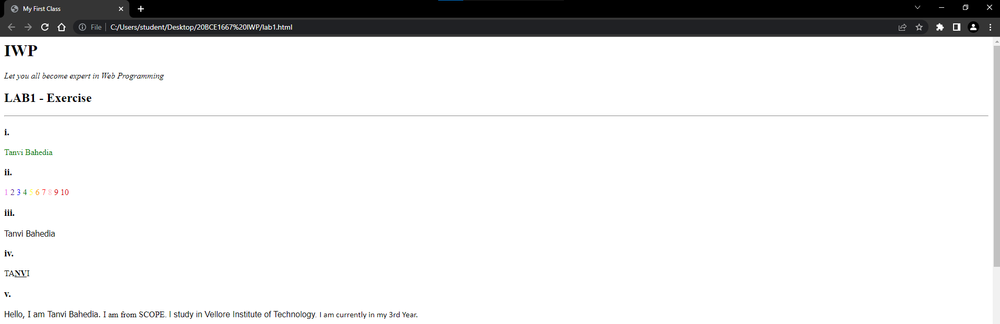 My First Class
File C:/Users/student/Desktop/20BCE1667%20IWP/lab1.html
IWP
Let you all become expert in Web Programming
LAB1 - Exercise
i.
Tanvi Bahedia
ii.
1 2 3 4 5 6 7 8 9 10
iii.
Tanvi Bahedia
iv.
TANVI
v.
Hello, I am Tanvi Bahedia. I am from SCOPE. I study in Vellore Institute of Technology. I am currently in my 3rd Year.